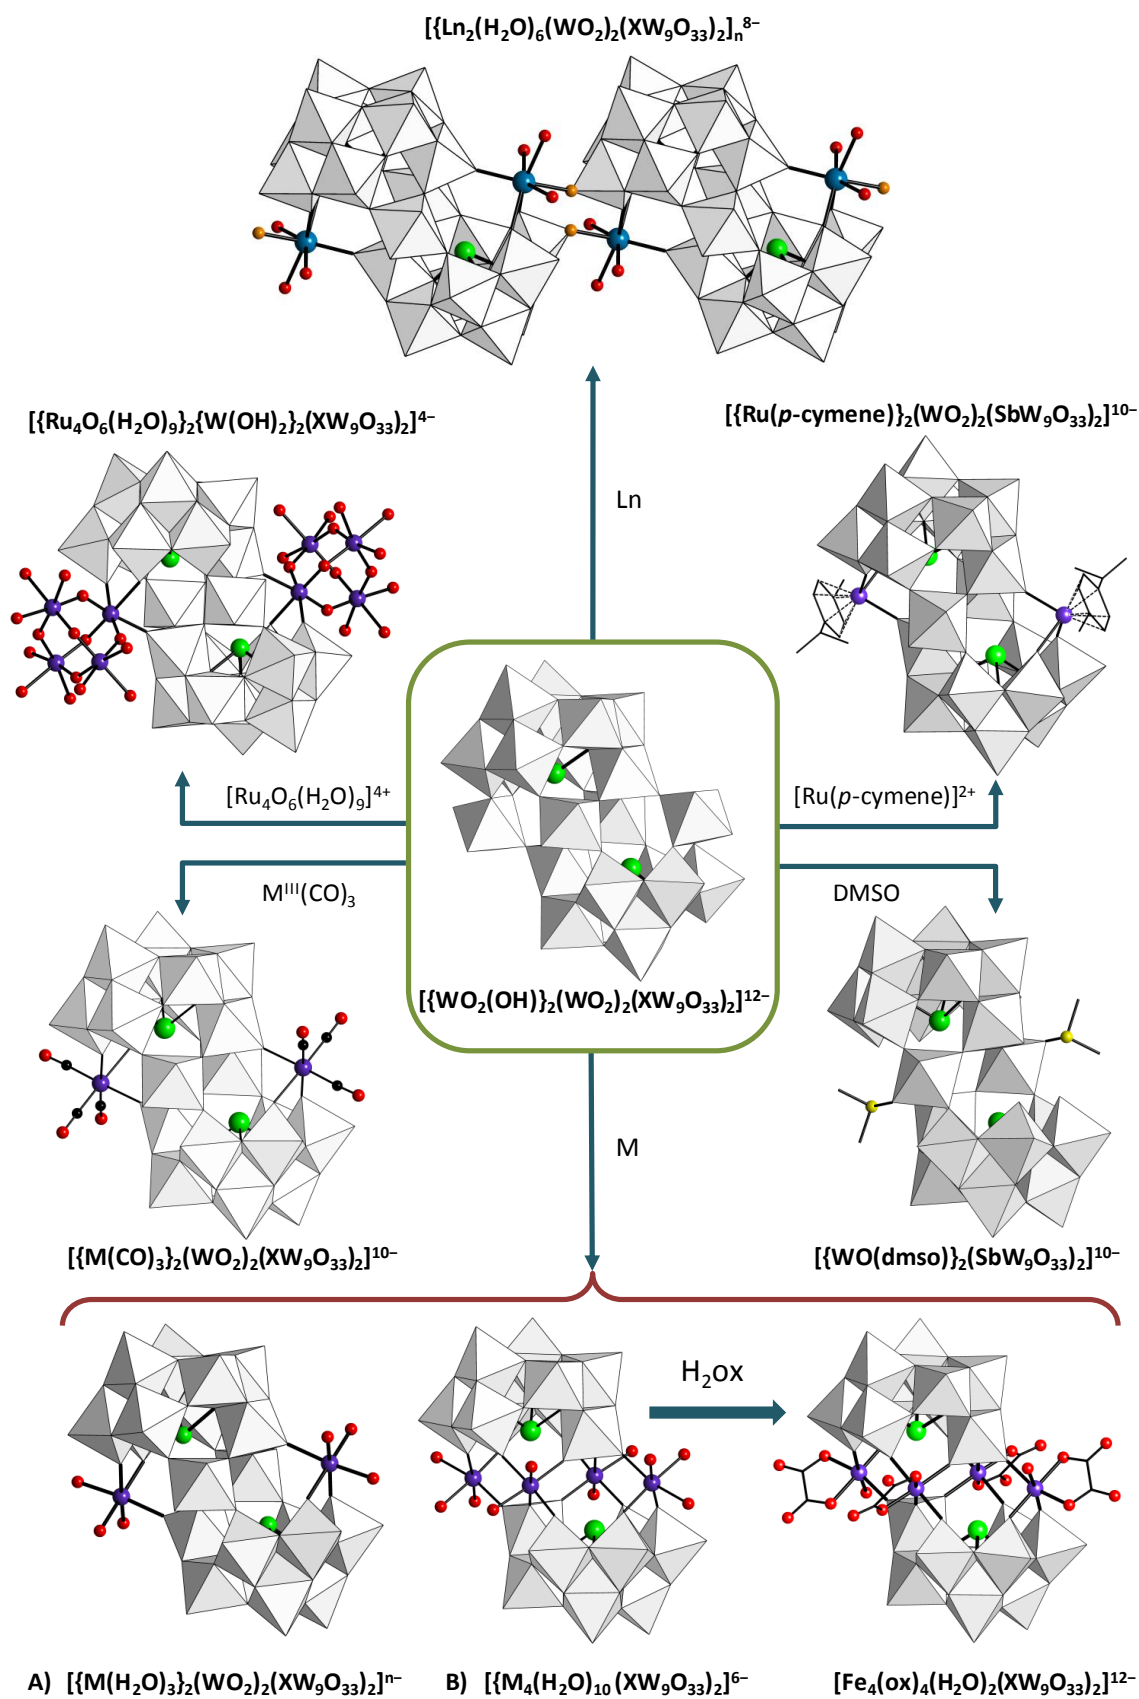 [{Ln₂(H₂O)₆(WO₂)₂(XW₉O₃₃)₂]ₙ⁸⁻
[{Ru₄O₆(H₂O)₉}₂{W(OH)₂}₂(XW₉O₃₃)₂]⁴⁻
[{Ru(p-cymene)}₂(WO₂)₂(SbW₉O₃₃)₂]¹⁰⁻
Ln
[Ru₄O₆(H₂O)₉]⁴⁺
[Ru(p-cymene)]²⁺
Mᴵᴵᴵ(CO)₃
DMSO
[{WO₂(OH)}₂(WO₂)₂(XW₉O₃₃)₂]¹²⁻
M
[{M(CO)₃}₂(WO₂)₂(XW₉O₃₃)₂]¹⁰⁻
[{WO(dmso)}₂(SbW₉O₃₃)₂]¹⁰⁻
H₂ox
A) [{M(H₂O)₃}₂(WO₂)₂(XW₉O₃₃)₂]ⁿ⁻
B) [{M₄(H₂O)₁₀(XW₉O₃₃)₂]⁶⁻
[Fe₄(ox)₄(H₂O)₂(XW₉O₃₃)₂]¹²⁻